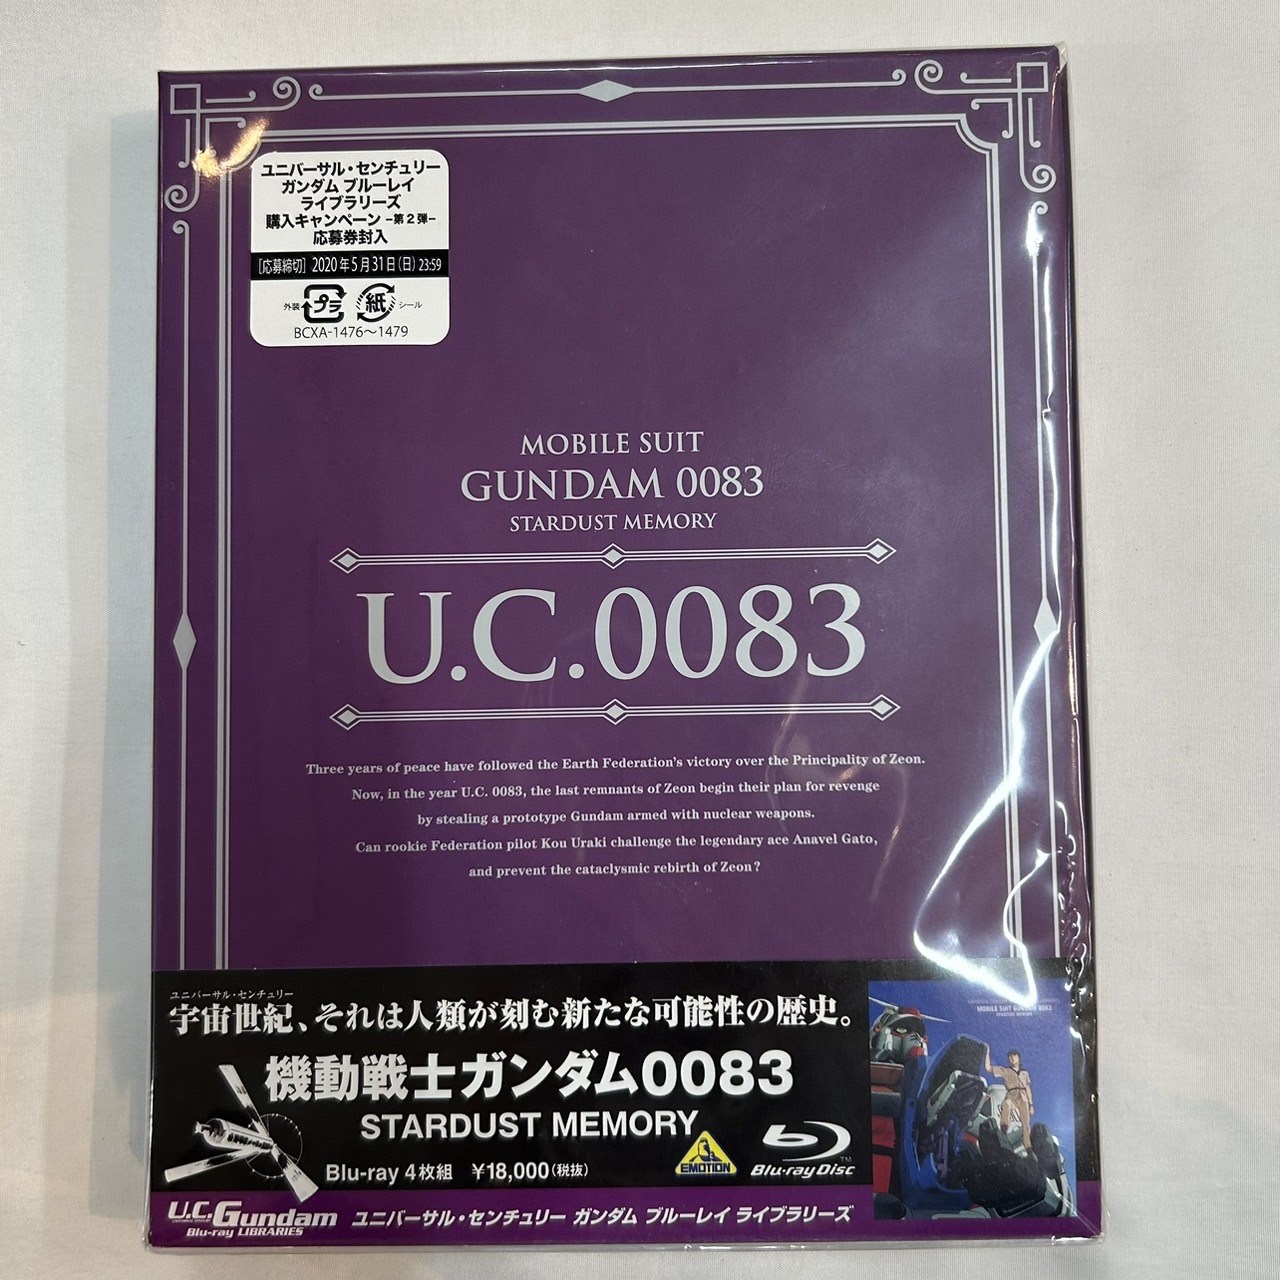 ユニバーサル・センチュリー
ガンダム ブルーレイ
ライブラリーズ
購入キャンペーン -第2弾-
応募券封入
[応募締切] 2020年5月31日(日) 23:59
外装 プラ 紙 シール
BCXA-1476〜1479
MOBILE SUIT
GUNDAM 0083
STARDUST MEMORY
U.C.0083
Three years of peace have followed the Earth Federation's victory over the Principality of Zeon.
Now, in the year U.C. 0083, the last remnants of Zeon begin their plan for revenge
by stealing a prototype Gundam armed with nuclear weapons.
Can rookie Federation pilot Kou Uraki challenge the legendary ace Anavel Gato,
and prevent the cataclysmic rebirth of Zeon?
ユニバーサル・センチュリー
宇宙世紀、それは人類が刻む新たな可能性の歴史。
MOBILE SUIT GUNDAM 0083
STARDUST MEMORY
機動戦士ガンダム0083
STARDUST MEMORY
EMOTION
Blu-ray Disc™
Blu-ray 4枚組 ¥18,000(税抜)
U.C.Gundam
UNIVERSAL CENTURY
Blu-ray LIBRARIES
ユニバーサル・センチュリー ガンダム ブルーレイ ライブラリーズ